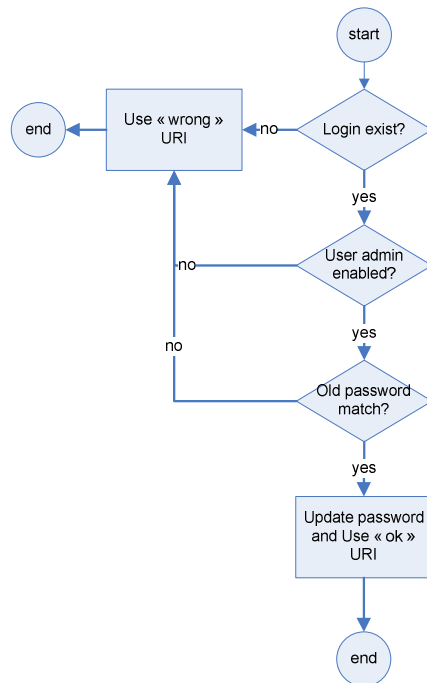 start
Login exist?
no
Use « wrong »
URI
end
yes
User admin
enabled?
no
yes
no
Old password
match?
yes
Update password
and Use « ok »
URI
end